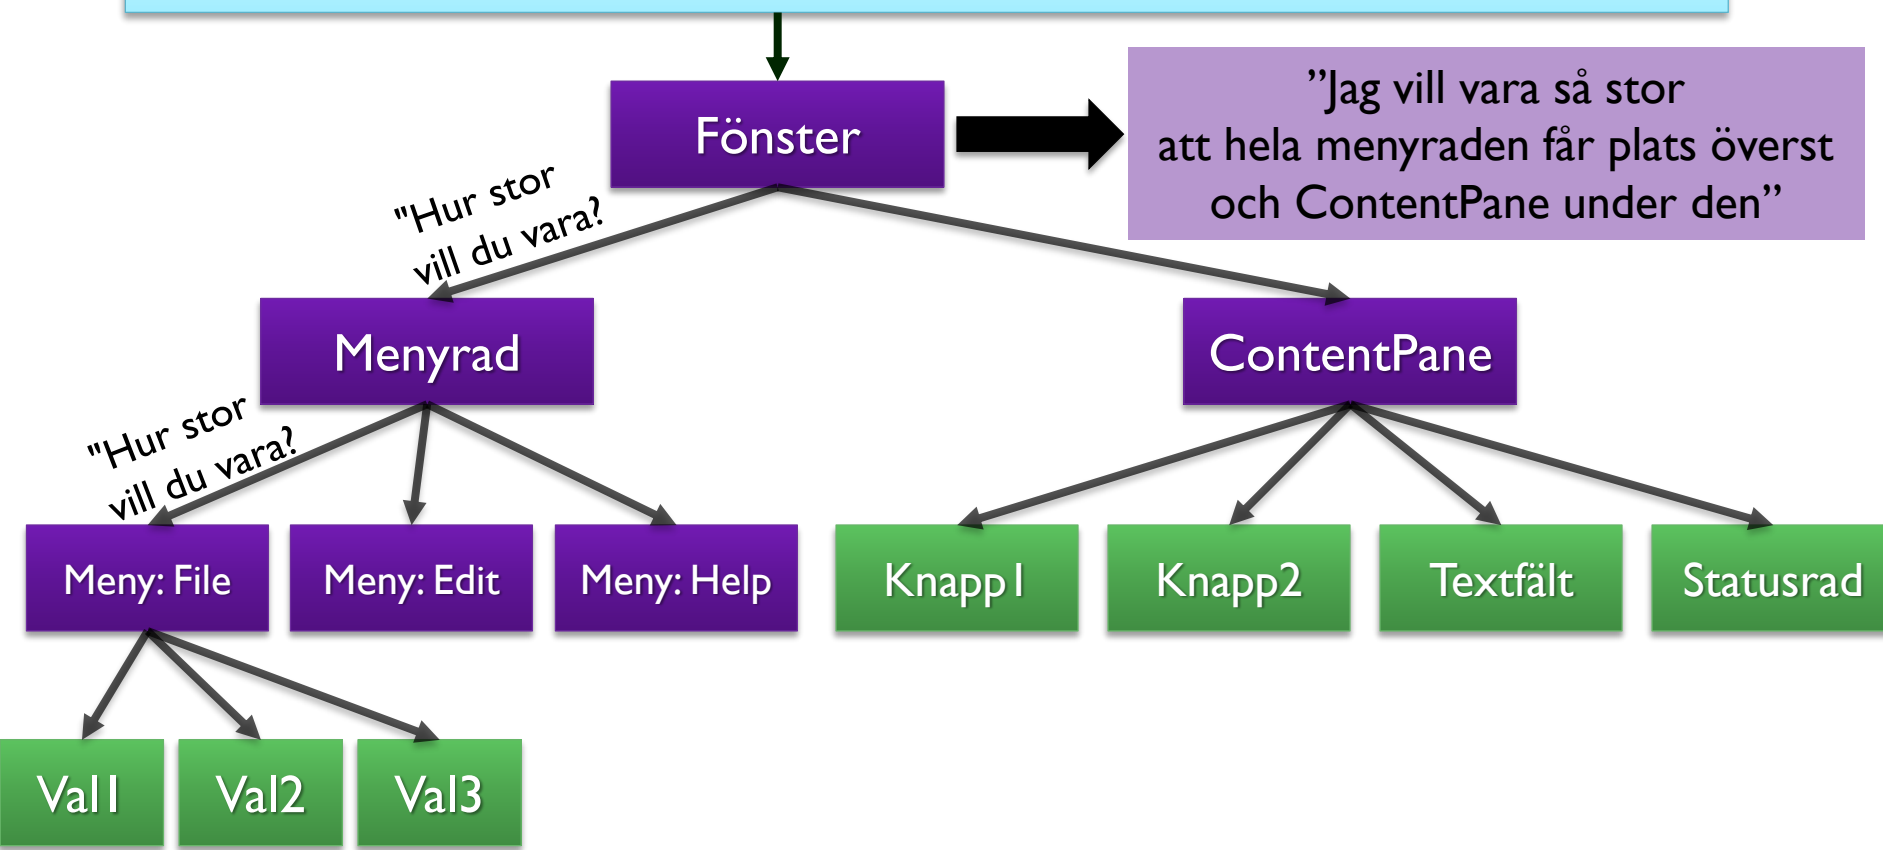 Fönster
”Jag vill vara så stor
att hela menyraden får plats överst
och ContentPane under den”
"Hur stor
vill du vara?
Menyrad
ContentPane
"Hur stor
vill du vara?
Meny: File
Meny: Edit
Meny: Help
Knapp1
Knapp2
Textfält
Statusrad
Val1
Val2
Val3